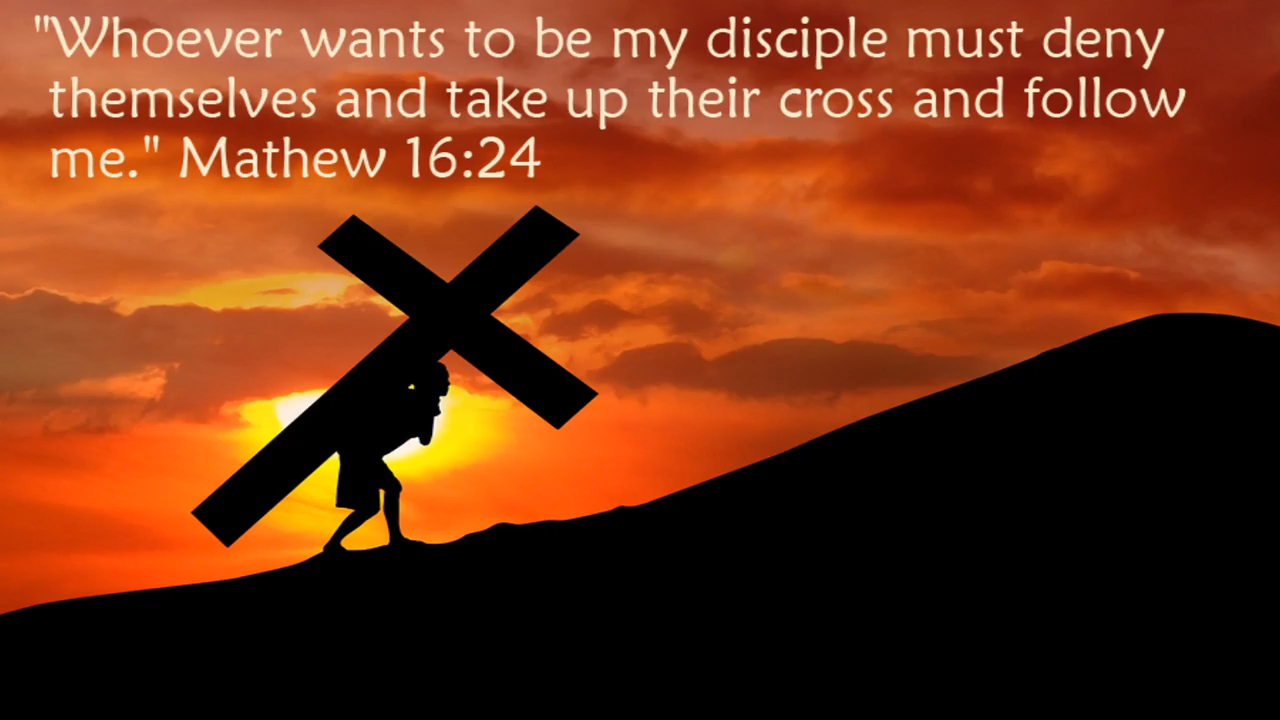 "Whoever wants to be my disciple must deny
themselves and take up their cross and follow
me." Mathew 16:24